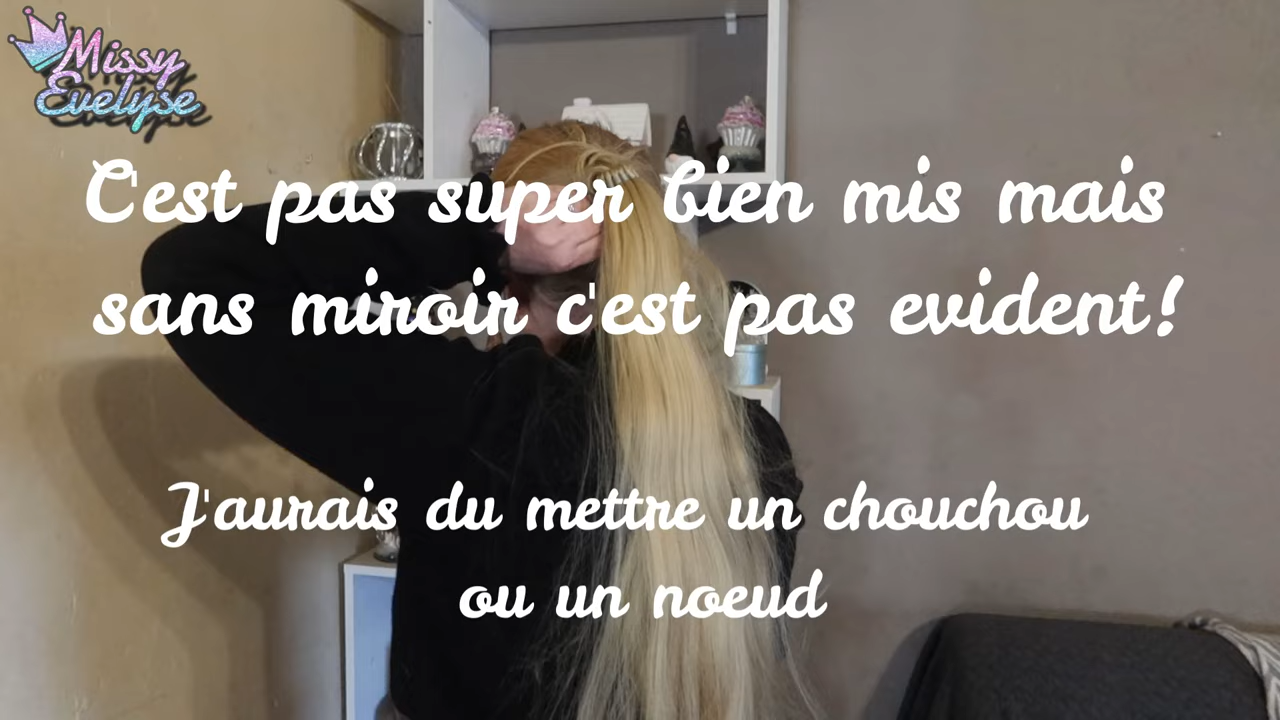 Missy
Evelyse
C'est pas super bien mis mais
sans miroir c'est pas evident!
J'aurais du mettre un chouchou
ou un noeud